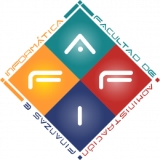 FACULTAD DE
ADMINISTRACIÓN
FINANZAS E
INFORMÁTICA
A
F
F
I